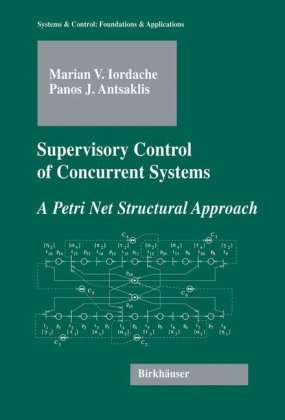 Systems & Control: Foundations & Applications
Marian V. Iordache
Panos J. Antsaklis
Supervisory Control
of Concurrent Systems
A Petri Net Structural Approach
Birkhäuser